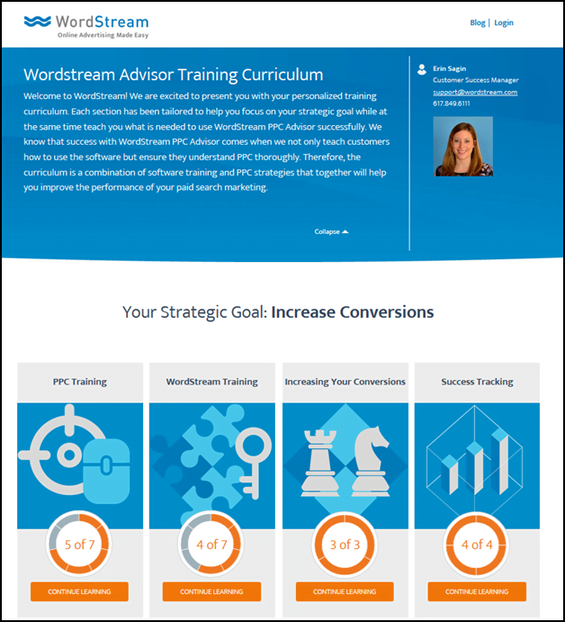 WordStream
Online Advertising Made Easy
Blog | Login
Wordstream Advisor Training Curriculum
Welcome to WordStream! We are excited to present you with your personalized training
curriculum. Each section has been tailored to help you focus on your strategic goal while at
the same time teach you what is needed to use WordStream PPC Advisor successfully. We
know that success with WordStream PPC Advisor comes when we not only teach customers
how to use the software but ensure they understand PPC thoroughly. Therefore, the
curriculum is a combination of software training and PPC strategies that together will help
you improve the performance of your paid search marketing.
Collapse
Erin Sagin
Customer Success Manager
support@wordstream.com
617.849.6111
Your Strategic Goal: Increase Conversions
PPC Training
5 of 7
CONTINUE LEARNING
WordStream Training
4 of 7
CONTINUE LEARNING
Increasing Your Conversions
3 of 3
CONTINUE LEARNING
Success Tracking
4 of 4
CONTINUE LEARNING